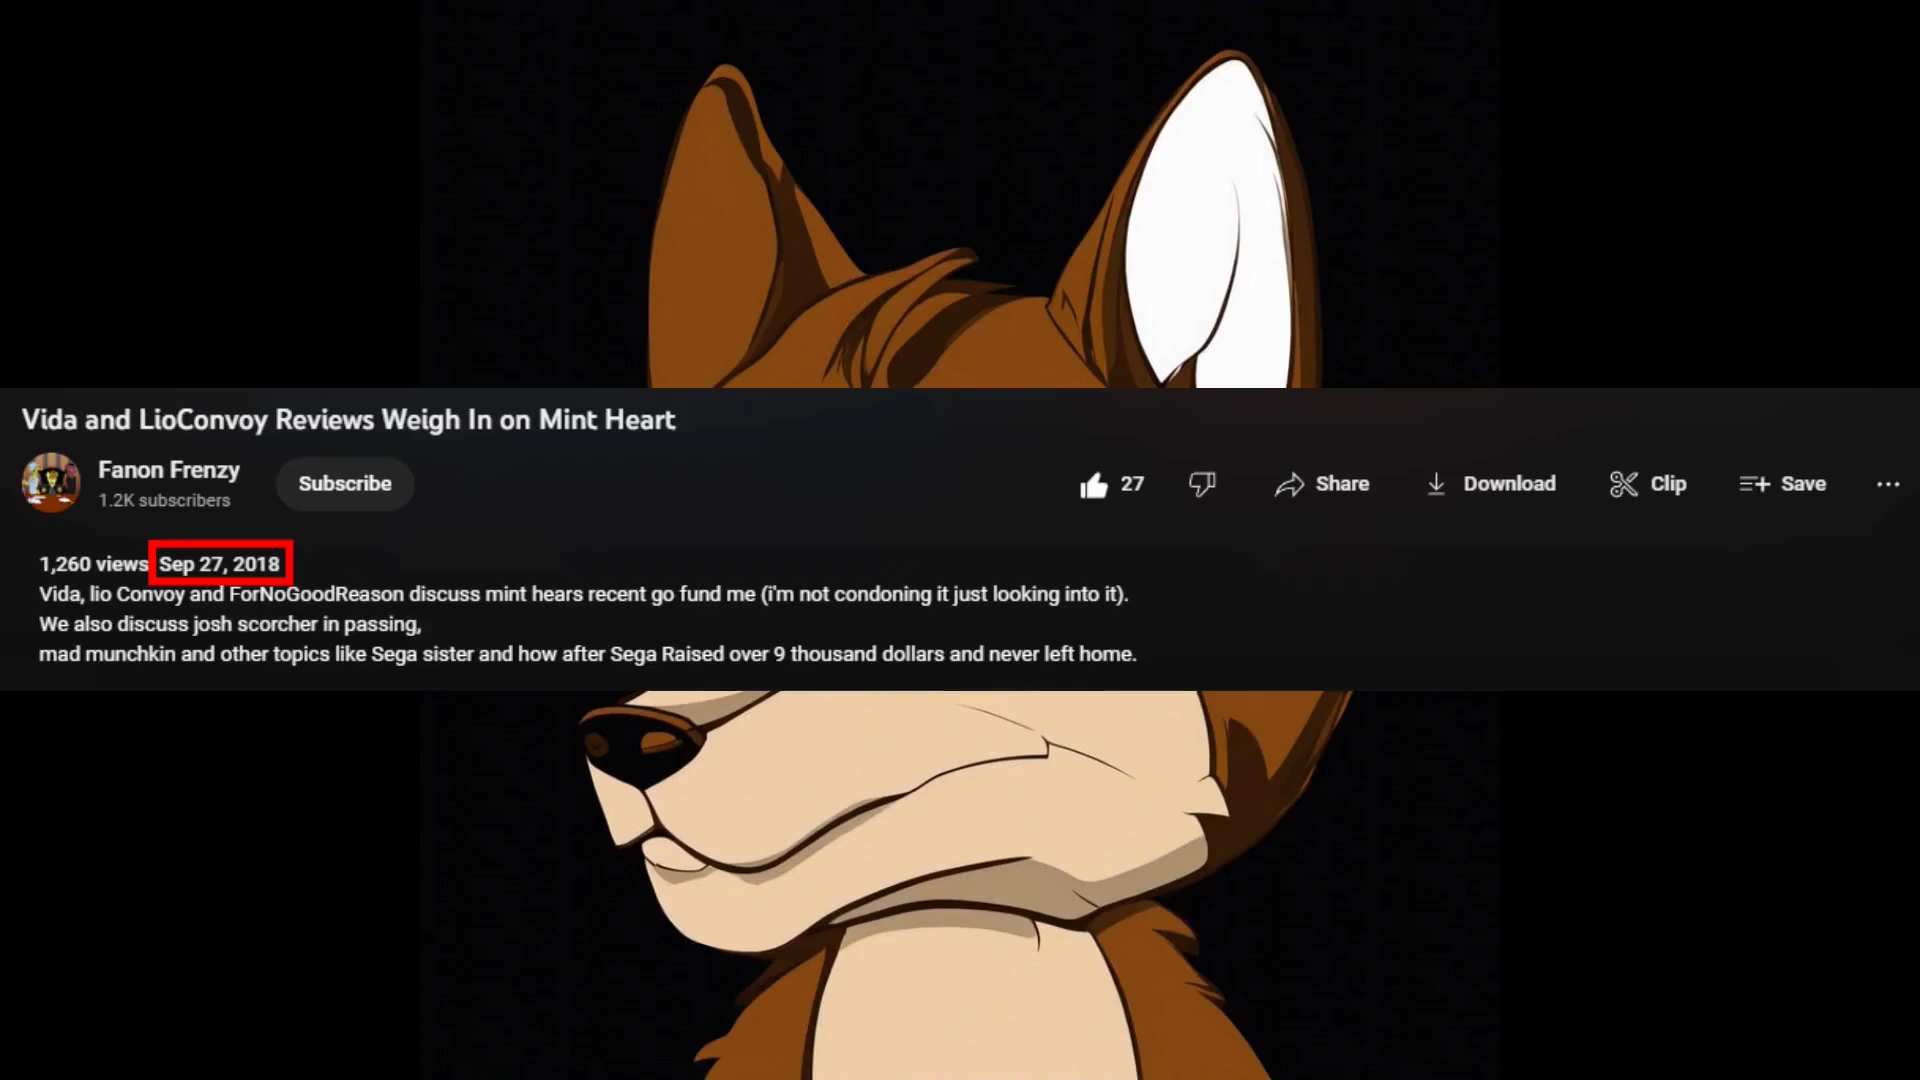 Vida and LioConvoy Reviews Weigh In on Mint Heart
Fanon Frenzy
1.2K subscribers
Subscribe
27
Share
Download
Clip
Save
1,260 views Sep 27, 2018
Vida, lio Convoy and ForNoGoodReason discuss mint hears recent go fund me (i'm not condoning it just looking into it).
We also discuss josh scorcher in passing,
mad munchkin and other topics like Sega sister and how after Sega Raised over 9 thousand dollars and never left home.